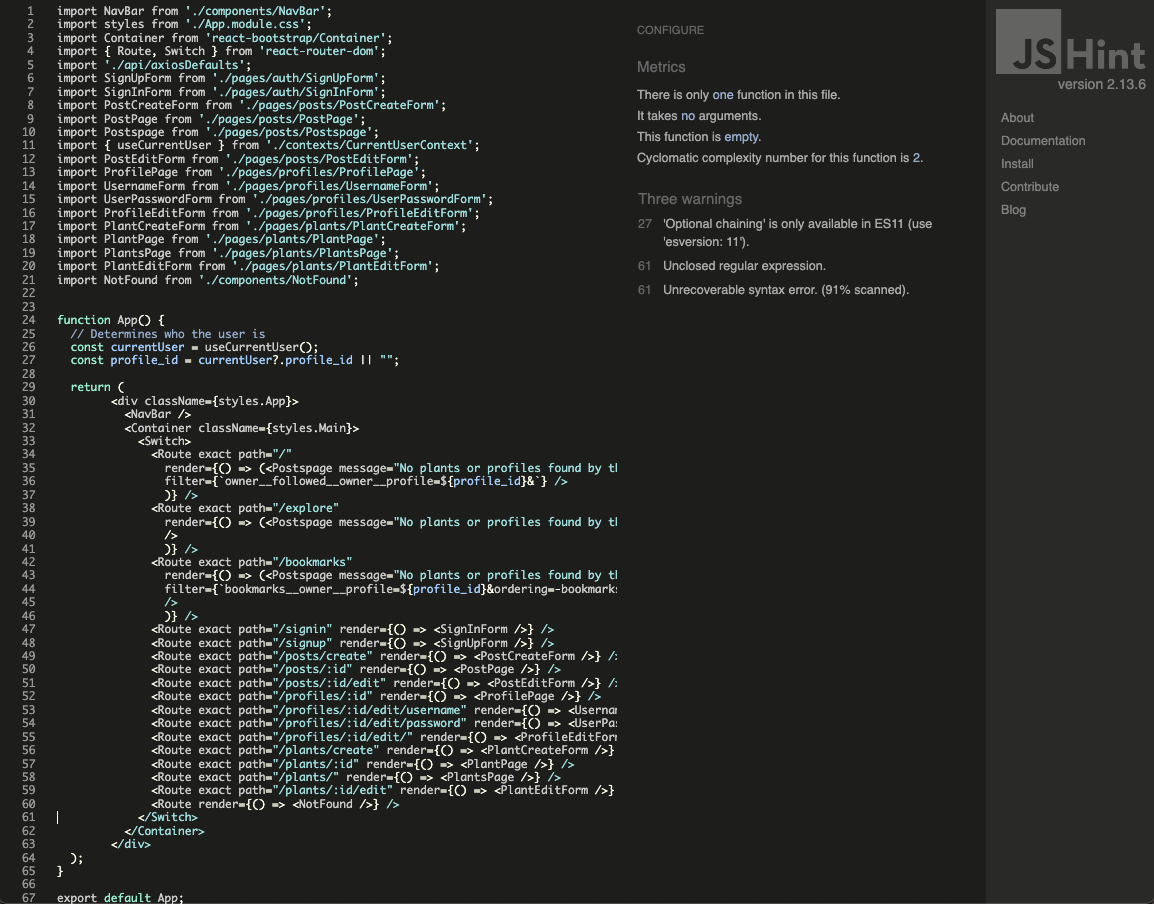 1 import NavBar from './components/NavBar';
2 import styles from './App.module.css';
3 import Container from 'react-bootstrap/Container';
4 import { Route, Switch } from 'react-router-dom';
5 import './api/axiosDefaults';
6 import SignUpForm from './pages/auth/SignUpForm';
7 import SignInForm from './pages/auth/SignInForm';
8 import PostCreateForm from './pages/posts/PostCreateForm';
9 import PostPage from './pages/posts/PostPage';
10 import Postspage from './pages/posts/Postspage';
11 import { useCurrentUser } from './contexts/CurrentUserContext';
12 import PostEditForm from './pages/posts/PostEditForm';
13 import ProfilePage from './pages/profiles/ProfilePage';
14 import UsernameForm from './pages/profiles/UsernameForm';
15 import UserPasswordForm from './pages/profiles/UserPasswordForm';
16 import ProfileEditForm from './pages/profiles/ProfileEditForm';
17 import PlantCreateForm from './pages/plants/PlantCreateForm';
18 import PlantPage from './pages/plants/PlantPage';
19 import PlantsPage from './pages/plants/PlantsPage';
20 import PlantEditForm from './pages/plants/PlantEditForm';
21 import NotFound from './components/NotFound';
22
23
24 function App() {
25 // Determines who the user is
26 const currentUser = useCurrentUser();
27 const profile_id = currentUser?.profile_id || "";
28
29 return (
30 <div className={styles.App}>
31 <NavBar />
32 <Container className={styles.Main}>
33 <Switch>
34 <Route exact path="/"
35 render={() => (<Postspage message="No plants or profiles found by th
36 filter={`owner__followed__owner__profile=${profile_id}&`} />
37 )} />
38 <Route exact path="/explore"
39 render={() => (<Postspage message="No plants or profiles found by th
40 />
41 )} />
42 <Route exact path="/bookmarks"
43 render={() => (<Postspage message="No plants or profiles found by th
44 filter={`bookmarks__owner__profile=${profile_id}&ordering=-bookmarks
45 />
46 )} />
47 <Route exact path="/signin" render={() => <SignInForm />} />
48 <Route exact path="/signup" render={() => <SignUpForm />} />
49 <Route exact path="/posts/create" render={() => <PostCreateForm />} />
50 <Route exact path="/posts/:id" render={() => <PostPage />} />
51 <Route exact path="/posts/:id/edit" render={() => <PostEditForm />} />
52 <Route exact path="/profiles/:id" render={() => <ProfilePage />} />
53 <Route exact path="/profiles/:id/edit/username" render={() => <Usernam
54 <Route exact path="/profiles/:id/edit/password" render={() => <UserPas
55 <Route exact path="/profiles/:id/edit/" render={() => <ProfileEditForm
56 <Route exact path="/plants/create" render={() => <PlantCreateForm />}
57 <Route exact path="/plants/:id" render={() => <PlantPage />} />
58 <Route exact path="/plants/" render={() => <PlantsPage />} />
59 <Route exact path="/plants/:id/edit" render={() => <PlantEditForm />}
60 <Route render={() => <NotFound />} />
61 </Switch>
62 </Container>
63 </div>
64 );
65 }
66
67 export default App;
CONFIGURE
Metrics
There is only one function in this file.
It takes no arguments.
This function is empty.
Cyclomatic complexity number for this function is 2.
Three warnings
27 'Optional chaining' is only available in ES11 (use
'esversion: 11').
61 Unclosed regular expression.
61 Unrecoverable syntax error. (91% scanned).
JSHint
version 2.13.6
About
Documentation
Install
Contribute
Blog